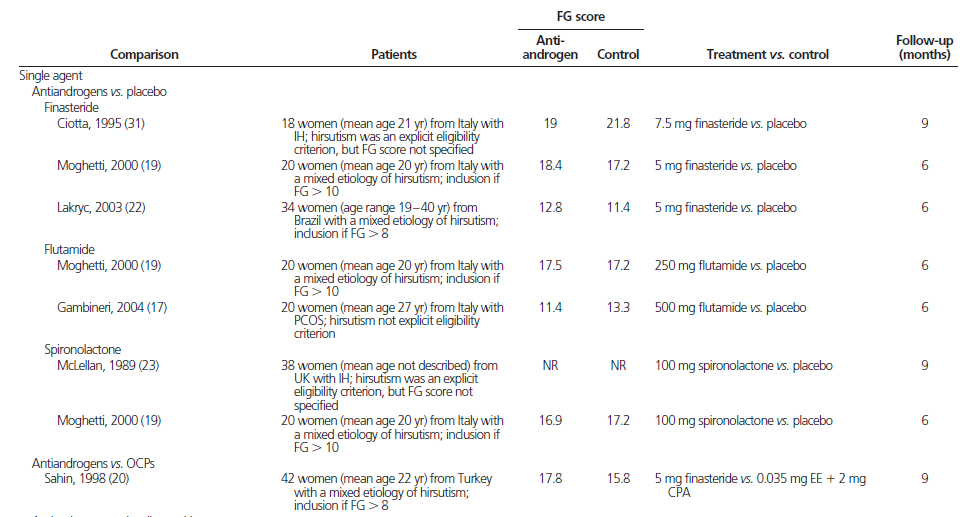 FG score
Anti-
androgen Control
Follow-up
(months)
Comparison Patients Treatment vs. control
Single agent
Antiandrogens vs. placebo
Finasteride
Ciotta, 1995 (31) 18 women (mean age 21 yr) from Italy with 19 21.8 7.5 mg finasteride vs. placebo 9
IH; hirsutism was an explicit eligibility
criterion, but FG score not specified
Moghetti, 2000 (19) 20 women (mean age 20 yr) from Italy with 18.4 17.2 5 mg finasteride vs. placebo 6
a mixed etiology of hirsutism; inclusion if
FG > 10
Lakryc, 2003 (22) 34 women (age range 19–40 yr) from 12.8 11.4 5 mg finasteride vs. placebo 6
Brazil with a mixed etiology of hirsutism;
inclusion if FG > 8
Flutamide
Moghetti, 2000 (19) 20 women (mean age 20 yr) from Italy with 17.5 17.2 250 mg flutamide vs. placebo 6
a mixed etiology of hirsutism; inclusion if
FG > 10
Gambineri, 2004 (17) 20 women (mean age 27 yr) from Italy with 11.4 13.3 500 mg flutamide vs. placebo 6
PCOS; hirsutism not explicit eligibility
criterion
Spironolactone
McLellan, 1989 (23) 38 women (mean age not described) from NR NR 100 mg spironolactone vs. placebo 9
UK with IH; hirsutism was an explicit
eligibility criterion, but FG score not
specified
Moghetti, 2000 (19) 20 women (mean age 20 yr) from Italy with 16.9 17.2 100 mg spironolactone vs. placebo 6
a mixed etiology of hirsutism; inclusion if
FG > 10
Antiandrogens vs. OCPs
Sahin, 1998 (20) 42 women (mean age 22 yr) from Turkey 17.8 15.8 5 mg finasteride vs. 0.035 mg EE + 2 mg 9
with a mixed etiology of hirsutism; CPA
inclusion if FG > 8